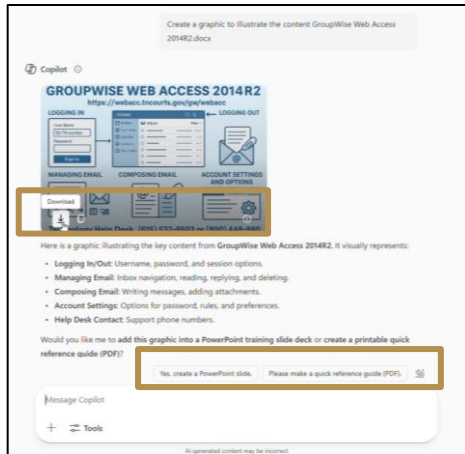 Create a graphic to Illustrate the content GroupWise Web Access
2014R2.docx
Copilot
GROUPWISE WEB ACCESS 2014R2
https://webacc.tncourts.gov/gw/webacc
LOGGING IN
LOGGING OUT
User Name
Password
Sign in
MANAGING EMAIL
COMPOSING EMAIL
ACCOUNT SETTINGS
AND OPTIONS
Download
Here is a graphic illustrating the key content from GroupWise Web Access 2014R2. It visually represents:
• Logging In/Out: Username, password, and session options.
• Managing Email: Inbox navigation, reading, replying, and deleting.
• Composing Email: Writing messages, adding attachments.
• Account Settings: Options for password, rules, and preferences.
• Help Desk Contact: Support phone numbers.
Would you like me to add this graphic into a PowerPoint training slide deck or create a printable quick
reference guide (PDF)?
Yes, create a PowerPoint slide.
Please make a quick reference guide (PDF).
Message Copilot
Tools
AI-generated content may be incorrect